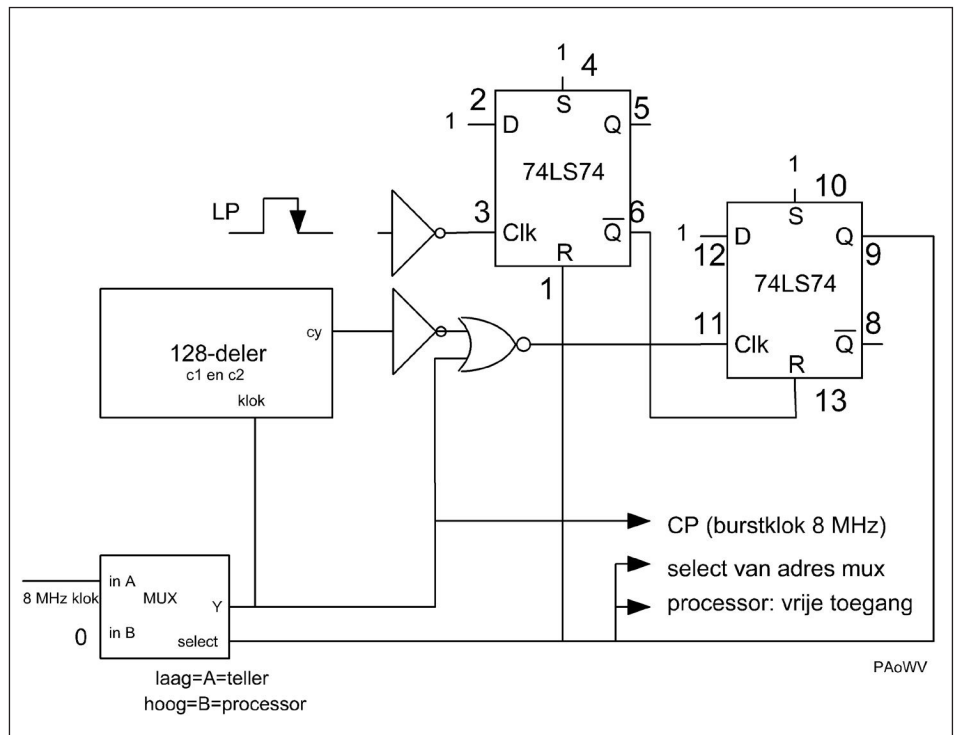 1 4
2 S
1 D Q 5
74LS74
LP
3 Clk Q 6
R
1
1 10
S
1 D Q
12 9
74LS74
11 Clk Q 8
R
13
cy
128-deler
c1 en c2
klok
CP (burstklok 8 MHz)
select van adres mux
processor: vrije toegang
in A
8 MHz klok MUX Y
0 in B
select
laag=A=teller
hoog=B=processor
PAoWV